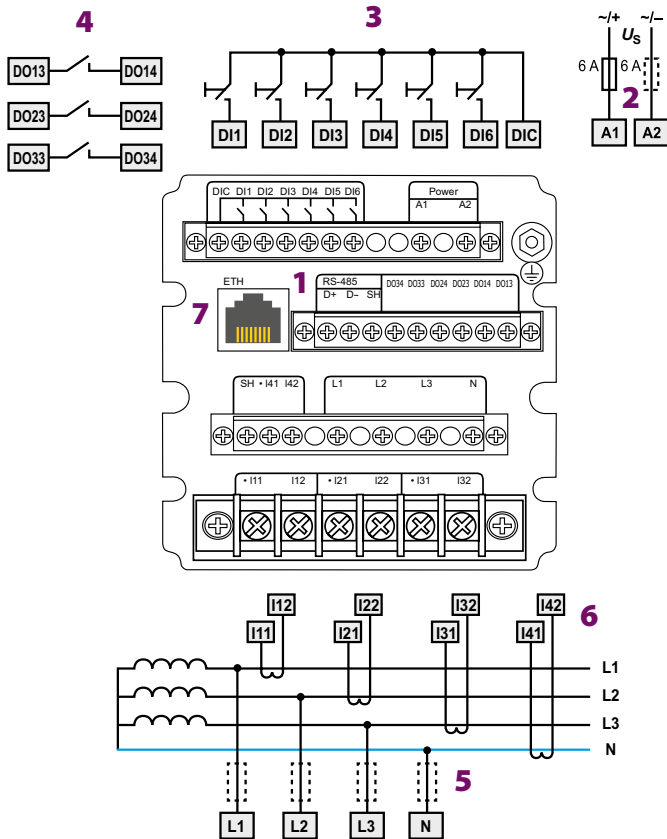 4
3
~/+ ~/–
US
6 A 6 A
2
DO13 DO14
DO23 DO24
DO33 DO34
DI1 DI2 DI3 DI4 DI5 DI6 DIC
A1 A2
DIC DI1 DI2 DI3 DI4 DI5 DI6
Power
A1 A2
ETH
7
1
RS-485
D+ D– SH DO34 DO33 DO24 DO23 DO14 DO13
SH • I41 I42 L1 L2 L3 N
• I11 I12 • I21 I22 • I31 I32
I12 I22 I32 I42
6
I11 I21 I31 I41
L1
L2
L3
N
5
L1 L2 L3 N